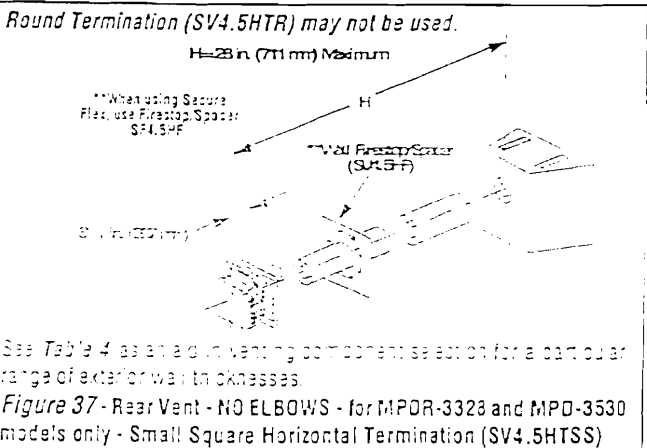 Round Termination (SV4.5HTR) may not be used.
H=28 in. (711 mm) Maximum
**When using Secure
Flex, use Firestop/Spacer
SF4.5HF
H
**Wall Firestop/Spacer
(SV4.5HF)
See Table 4 as an aid in venting component selection for a particular
range of exterior wall thicknesses.
Figure 37 - Rear Vent - NO ELBOWS - for MPDR-3328 and MPD-3530
models only - Small Square Horizontal Termination (SV4.5HTSS)